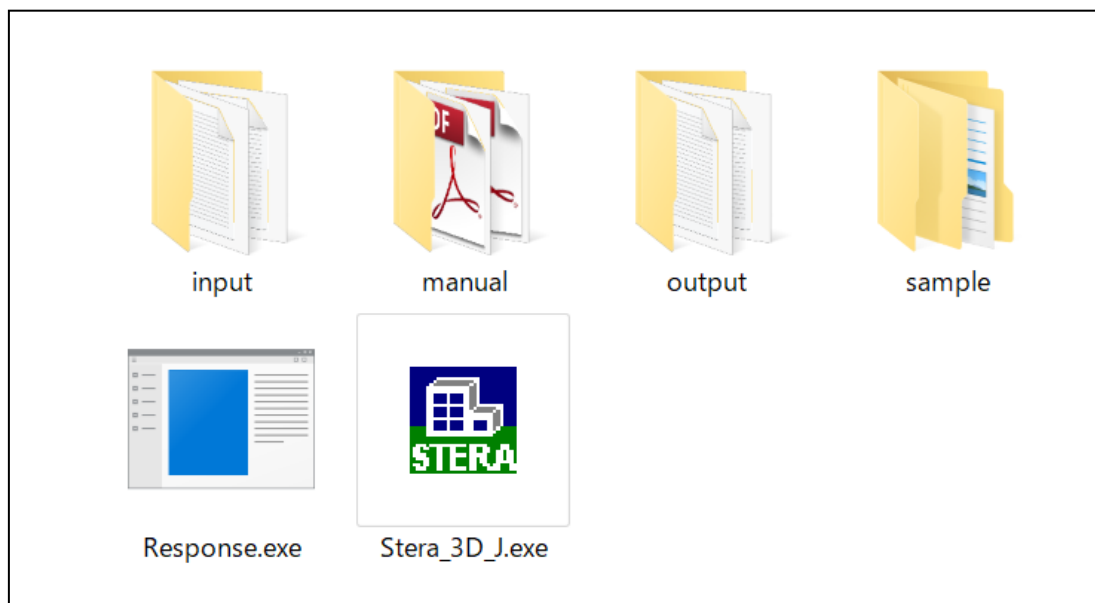 input
manual
output
sample
STERA
Response.exe
Stera_3D_J.exe